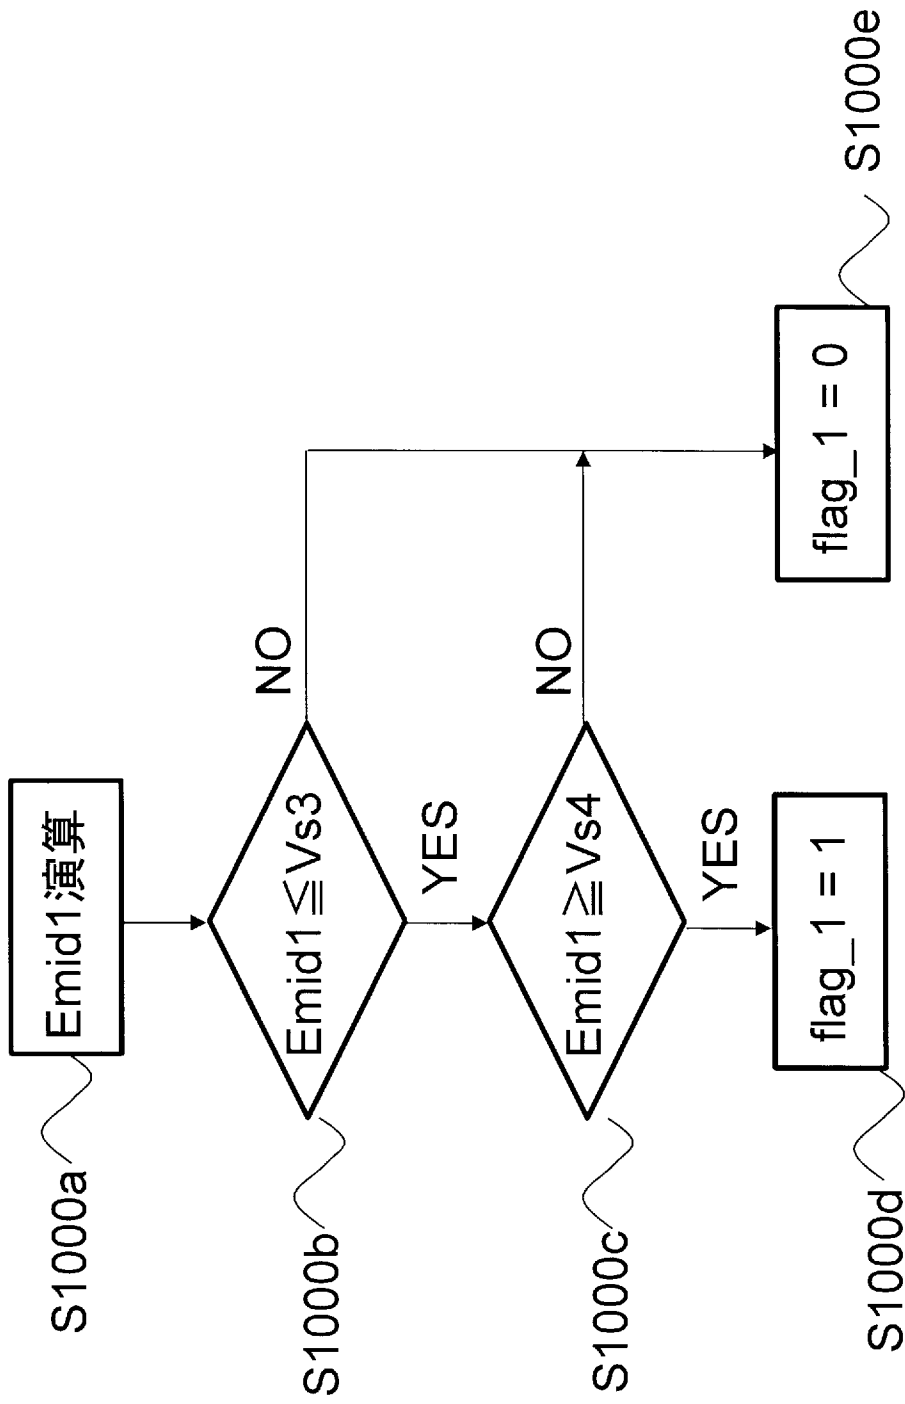 S1000a
Emid1演算
S1000b
Emid1≦Vs3
NO
YES
S1000c
Emid1≧Vs4
NO
YES
S1000d
flag_1 = 1
flag_1 = 0
S1000e